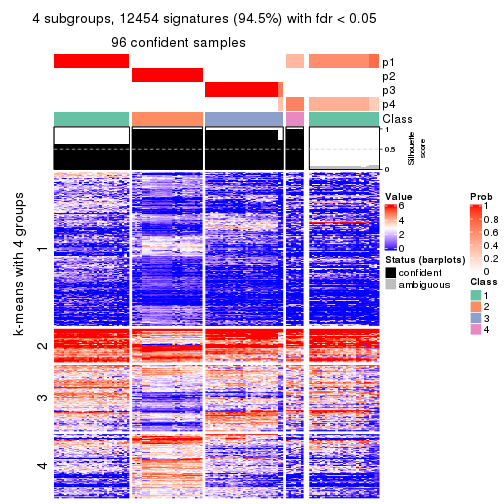 4 subgroups, 12454 signatures (94.5%) with fdr < 0.05
96 confident samples
p1
p2
p3
p4
Class
1
0.5
0
Silhouette
score
k-means with 4 groups
1
2
3
4
Value
6
4
2
0
Status (barplots)
confident
ambiguous
Prob
1
0.8
0.6
0.4
0.2
0
Class
1
2
3
4